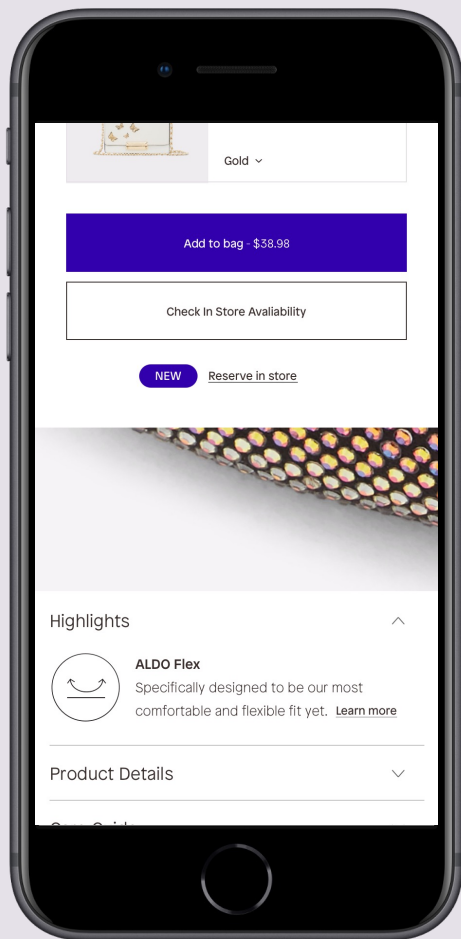 Gold
Add to bag - $38.98
Check In Store Avaliability
NEW Reserve in store
Highlights
ALDO Flex
Specifically designed to be our most
comfortable and flexible fit yet. Learn more
Product Details